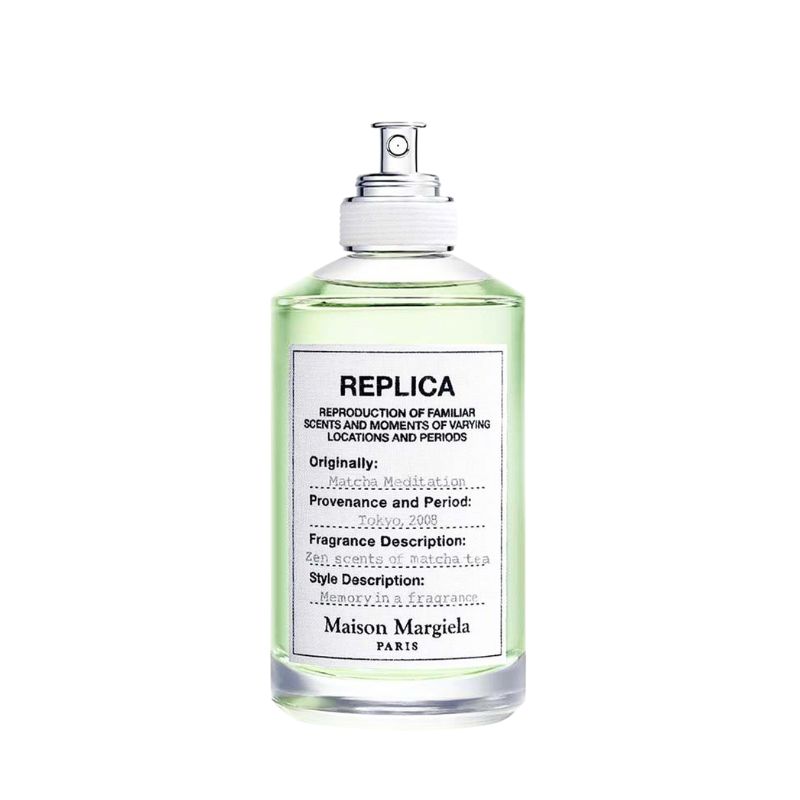 REPLICA
REPRODUCTION OF FAMILIAR
SCENTS AND MOMENTS OF VARYING
LOCATIONS AND PERIODS
Originally:
Matcha Meditation
Provenance and Period:
Tokyo, 2008
Fragrance Description:
Zen scents of matcha tea
Style Description:
Memory in a fragrance
Maison Margiela
PARIS